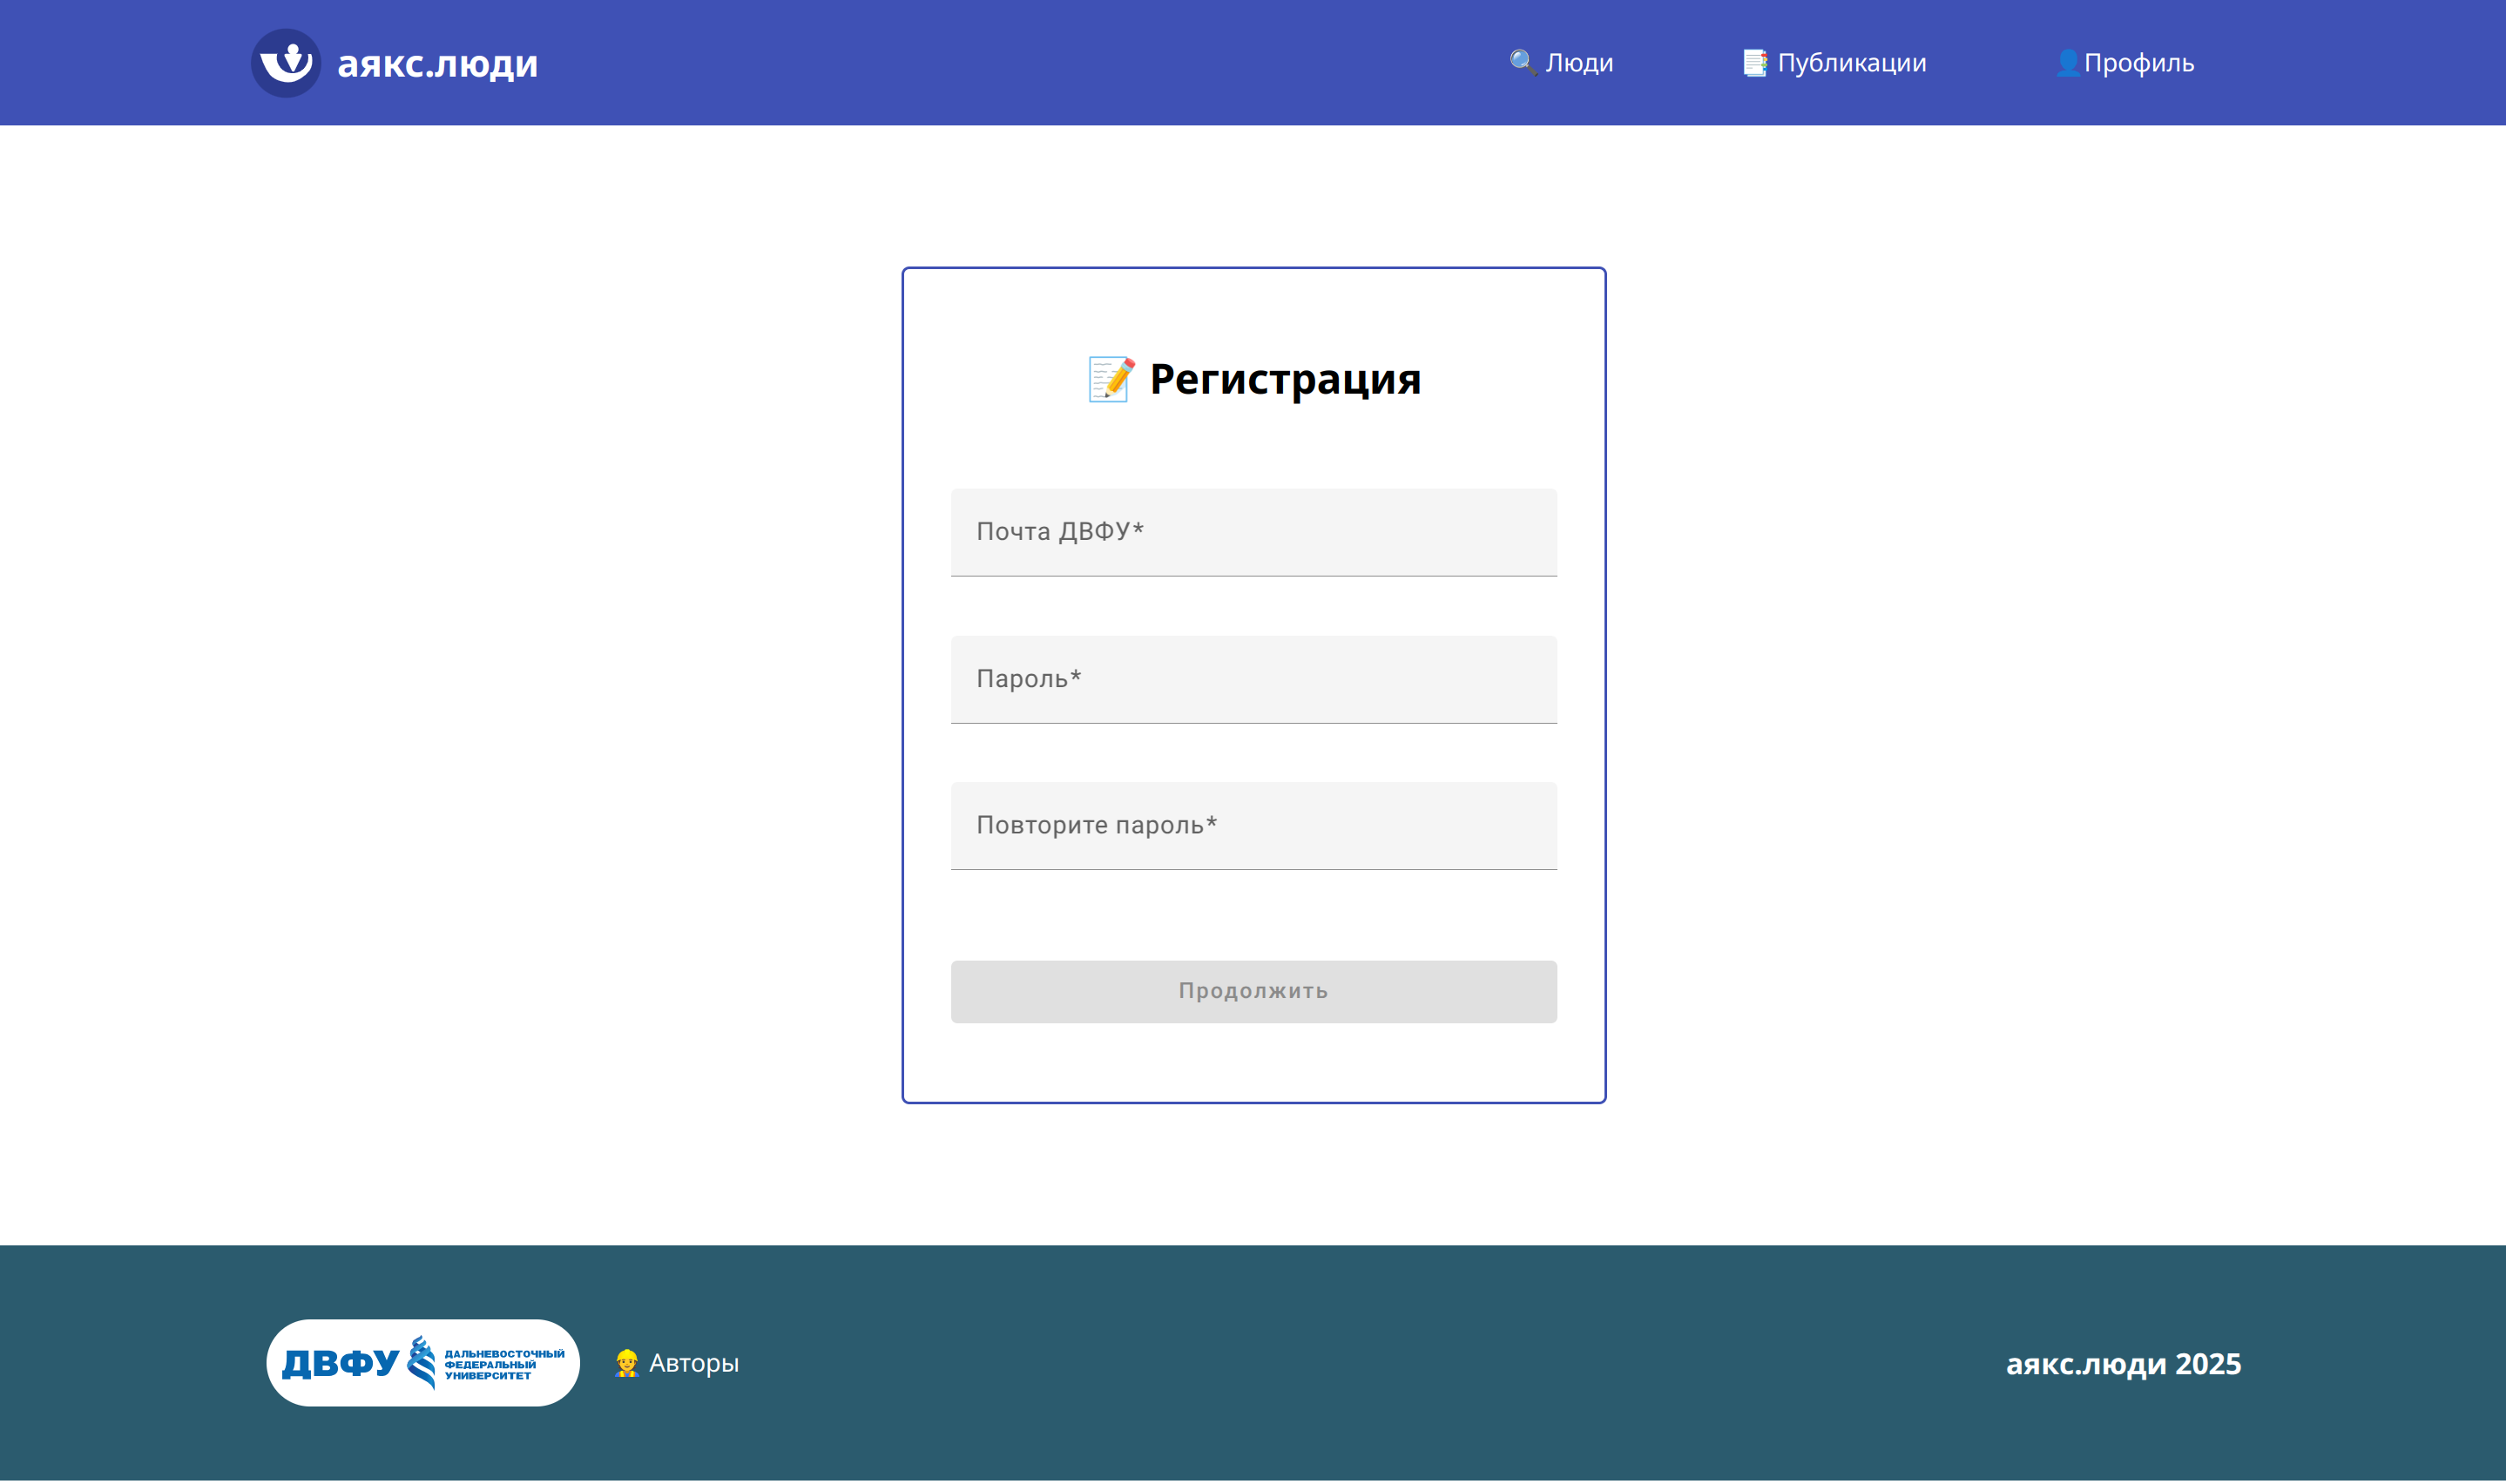 аякс.люди
🔍 Люди
📑 Публикации
👤Профиль
📝 Регистрация
Почта ДВФУ*
Пароль*
Повторите пароль*
Продолжить
ДВФУ
ДАЛЬНЕВОСТОЧНЫЙ
ФЕДЕРАЛЬНЫЙ
УНИВЕРСИТЕТ
👷 Авторы
аякс.люди 2025